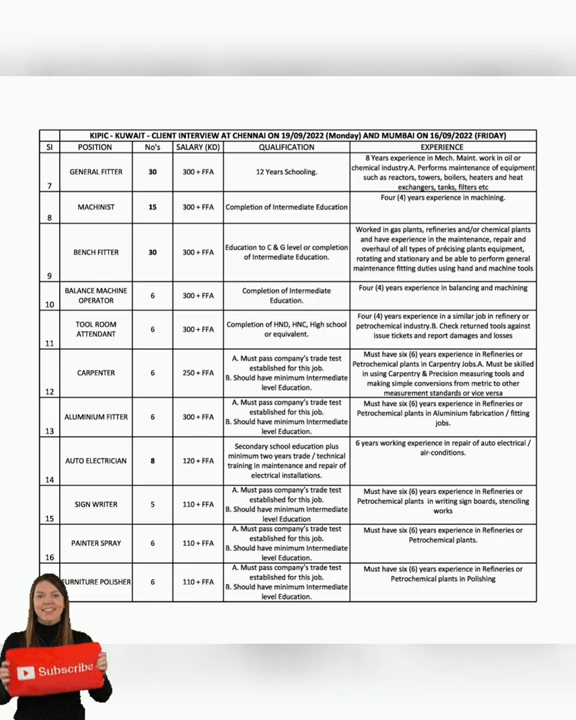 KIPIC - KUWAIT - CLIENT INTERVIEW AT CHENNAI ON 19/09/2022 (Monday) AND MUMBAI ON 16/09/2022 (FRIDAY)
SI POSITION No's SALARY (KD) QUALIFICATION EXPERIENCE
7 GENERAL FITTER 30 300 + FFA 12 Years Schooling.
8 Years experience in Mech. Maint. work in oil or
chemical industry.A. Performs maintenance of equipment
such as reactors, towers, boilers, heaters and heat
exchangers, tanks, filters etc
8 MACHINIST 15 300 + FFA Completion of Intermediate Education
Four (4) years experience in machining.
9 BENCH FITTER 30 300 + FFA
Education to C & G level or completion
of Intermediate Education.
Worked in gas plants, refineries and/or chemical plants
and have experience in the maintenance, repair and
overhaul of all types of précising plants equipment,
rotating and stationary and be able to perform general
maintenance fitting duties using hand and machine tools
10 BALANCE MACHINE
OPERATOR 6 300 + FFA
Completion of Intermediate
Education.
Four (4) years experience in balancing and machining
11 TOOL ROOM
ATTENDANT 6 300 + FFA
Completion of HND, HNC, High school
or equivalent.
Four (4) years experience in a similar job in refinery or
petrochemical industry.B. Check returned tools against
issue tickets and report damages and losses
12 CARPENTER 6 250 + FFA
A. Must pass company's trade test
established for this job.
B. Should have minimum Intermediate
level Education.
Must have six (6) years experience in Refineries or
Petrochemical plants in Carpentry Jobs.A. Must be skilled
in using Carpentry & Precision measuring tools and
making simple conversions from metric to other
measurement standards or vice versa
13 ALUMINIUM FITTER 6 300 + FFA
A. Must pass company's trade test
established for this job.
B. Should have minimum Intermediate
level Education.
Must have six (6) years experience in Refineries or
Petrochemical plants in Aluminium fabrication / fitting
jobs.
14 AUTO ELECTRICIAN 8 120 + FFA
Secondary school education plus
minimum two years trade / technical
training in maintenance and repair of
electrical installations.
6 years working experience in repair of auto electrical /
air-conditions.
15 SIGN WRITER 5 110 + FFA
A. Must pass company's trade test
established for this job.
B. Should have minimum Intermediate
level Education
Must have six (6) years experience in Refineries or
Petrochemical plants in writing sign boards, stenciling
works
16 PAINTER SPRAY 6 110 + FFA
A. Must pass company's trade test
established for this job.
B. Should have minimum Intermediate
level Education.
Must have six (6) years experience in Refineries or
Petrochemical plants.
FURNITURE POLISHER 6 110 + FFA
A. Must pass company's trade test
established for this job.
B. Should have minimum Intermediate
level Education.
Must have six (6) years experience in Refineries or
Petrochemical plants in Polishing
Subscribe